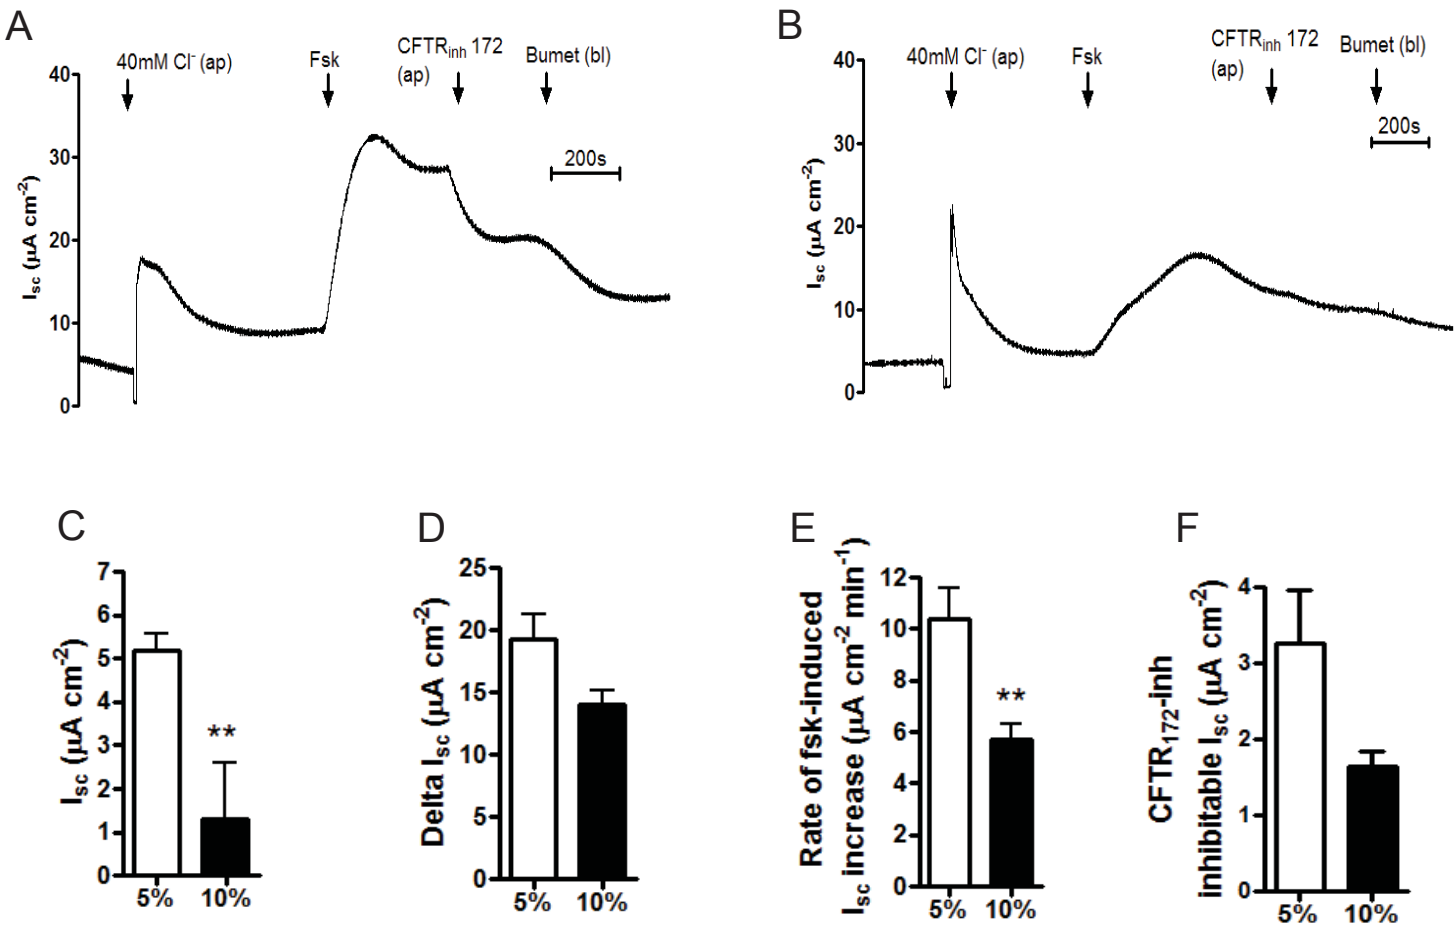 A
40mM Cl⁻ (ap)
Fsk
CFTRinh 172
(ap)
Bumet (bl)
200s
40
30
20
10
0
Isc (µA cm⁻²)
B
40mM Cl⁻ (ap)
Fsk
CFTRinh 172
(ap)
Bumet (bl)
200s
40
30
20
10
0
Isc (µA cm⁻²)
C
7
6
5
4
3
2
1
0
Isc (µA cm⁻²)
**
5% 10%
D
25
20
15
10
5
0
Delta Isc (µA cm⁻²)
5% 10%
E
12
10
8
6
4
2
0
Rate of fsk-induced
Isc increase (µA cm⁻² min⁻¹)
**
5% 10%
F
4
3
2
1
0
CFTR172-inh
inhibitable Isc (µA cm⁻²)
5% 10%